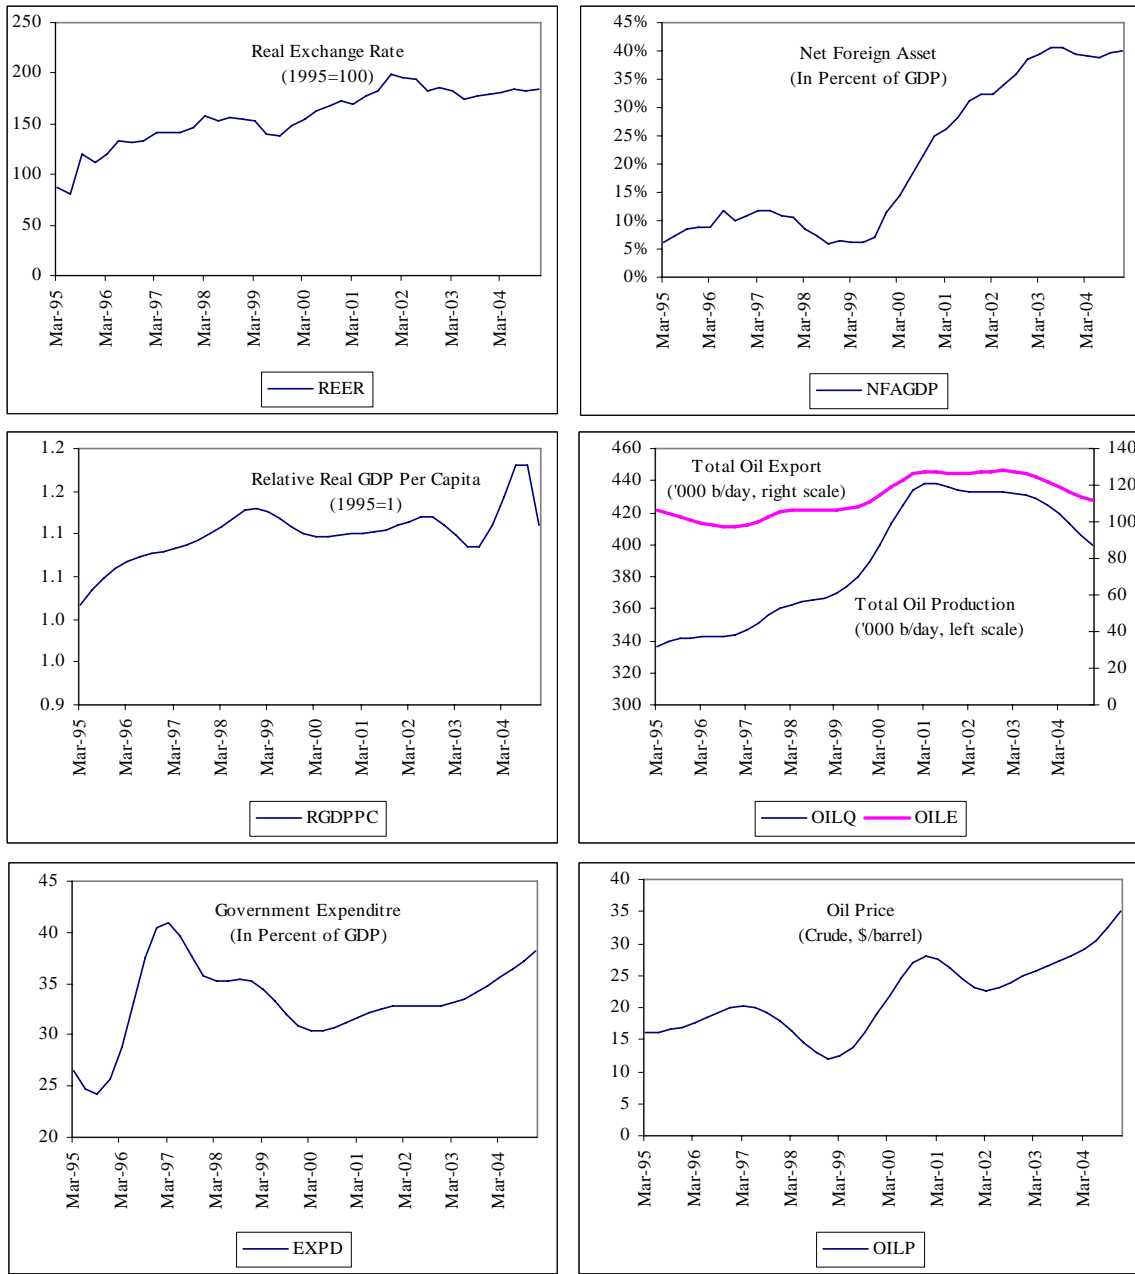 Real Exchange Rate
(1995=100)
250
200
150
100
50
0
Mar-95
Mar-96
Mar-97
Mar-98
Mar-99
Mar-00
Mar-01
Mar-02
Mar-03
Mar-04
REER
Net Foreign Asset
(In Percent of GDP)
45%
40%
35%
30%
25%
20%
15%
10%
5%
0%
Mar-95
Mar-96
Mar-97
Mar-98
Mar-99
Mar-00
Mar-01
Mar-02
Mar-03
Mar-04
NFAGDP
Relative Real GDP Per Capita
(1995=1)
1.2
1.2
1.1
1.1
1.0
1.0
0.9
Mar-95
Mar-96
Mar-97
Mar-98
Mar-99
Mar-00
Mar-01
Mar-02
Mar-03
Mar-04
RGDPPC
Total Oil Export
('000 b/day, right scale)
Total Oil Production
('000 b/day, left scale)
460
440
420
400
380
360
340
320
300
140
120
100
80
60
40
20
0
Mar-95
Mar-96
Mar-97
Mar-98
Mar-99
Mar-00
Mar-01
Mar-02
Mar-03
Mar-04
OILQ OILE
Government Expenditre
(In Percent of GDP)
45
40
35
30
25
20
Mar-95
Mar-96
Mar-97
Mar-98
Mar-99
Mar-00
Mar-01
Mar-02
Mar-03
Mar-04
EXPD
Oil Price
(Crude, $/barrel)
40
35
30
25
20
15
10
5
0
Mar-95
Mar-96
Mar-97
Mar-98
Mar-99
Mar-00
Mar-01
Mar-02
Mar-03
Mar-04
OILP